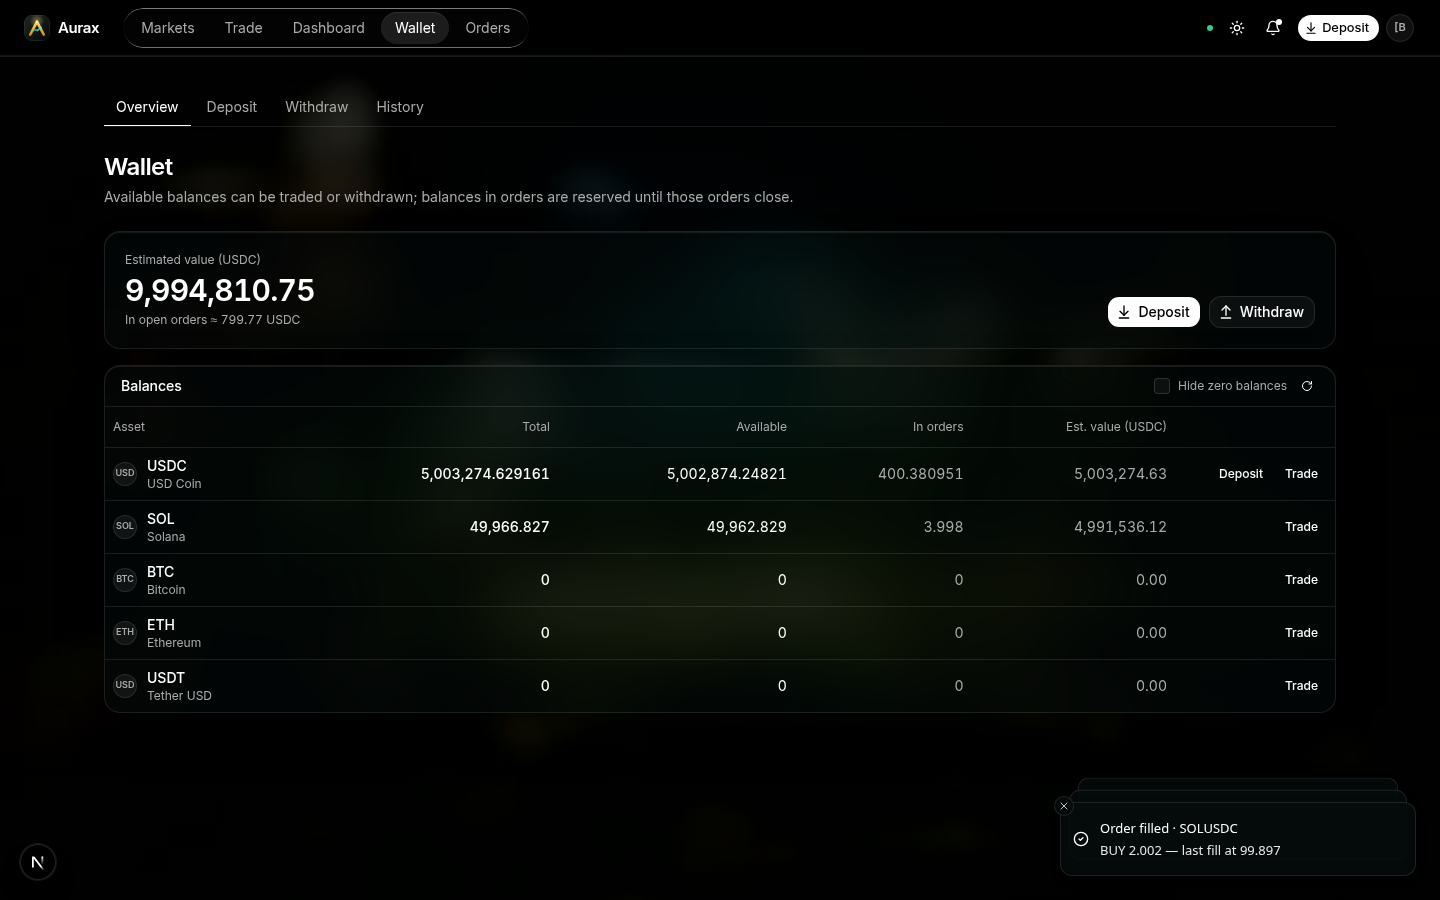 Aurax
Markets Trade Dashboard Wallet Orders
Deposit
[B
Overview Deposit Withdraw History
Wallet
Available balances can be traded or withdrawn; balances in orders are reserved until those orders close.
Estimated value (USDC)
9,994,810.75
In open orders ≈ 799.77 USDC
Deposit Withdraw
Balances
Hide zero balances
Asset Total Available In orders Est. value (USDC)
USD USDC 5,003,274.629161 5,002,874.24821 400.380951 5,003,274.63 Deposit Trade
USD Coin
SOL SOL 49,966.827 49,962.829 3.998 4,991,536.12 Trade
Solana
BTC BTC 0 0 0 0.00 Trade
Bitcoin
ETH ETH 0 0 0 0.00 Trade
Ethereum
USD USDT 0 0 0 0.00 Trade
Tether USD
Order filled · SOLUSDC
BUY 2.002 — last fill at 99.897
N